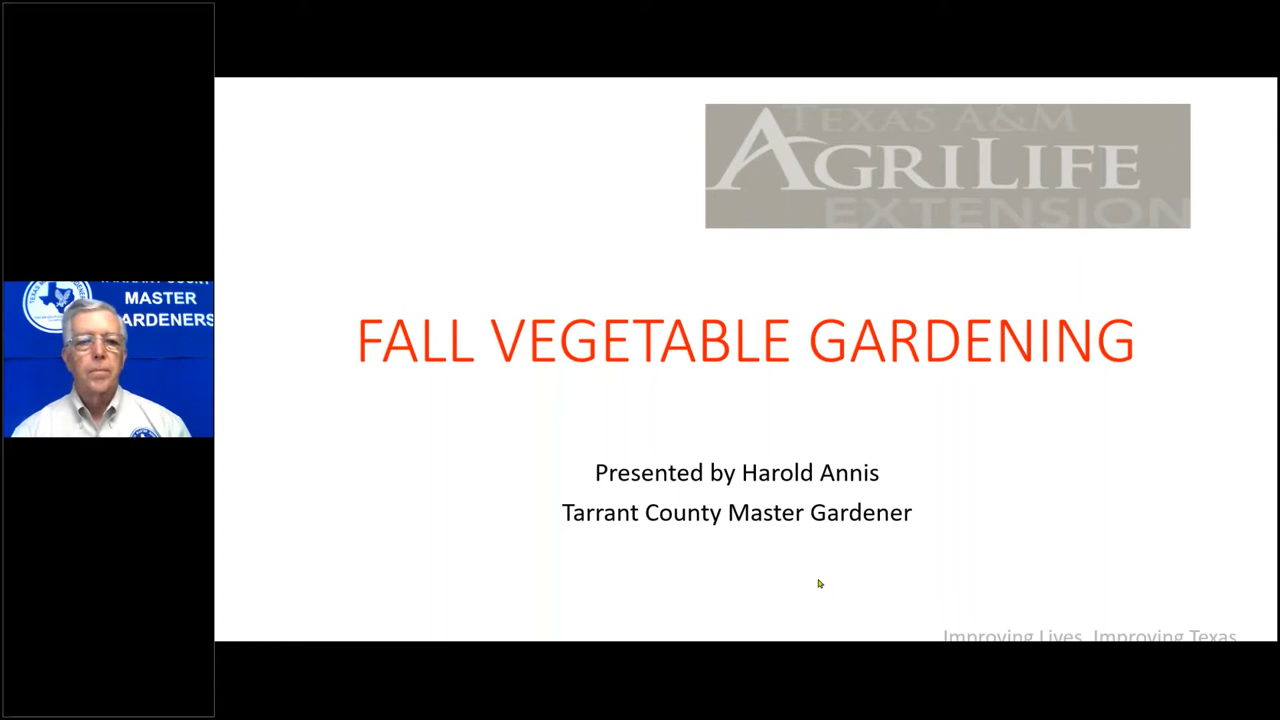 TEXAS A&M
AGRILIFE
EXTENSION
MASTER
ARDENERS
FALL VEGETABLE GARDENING
Presented by Harold Annis
Tarrant County Master Gardener
Improving Lives. Improving Texas